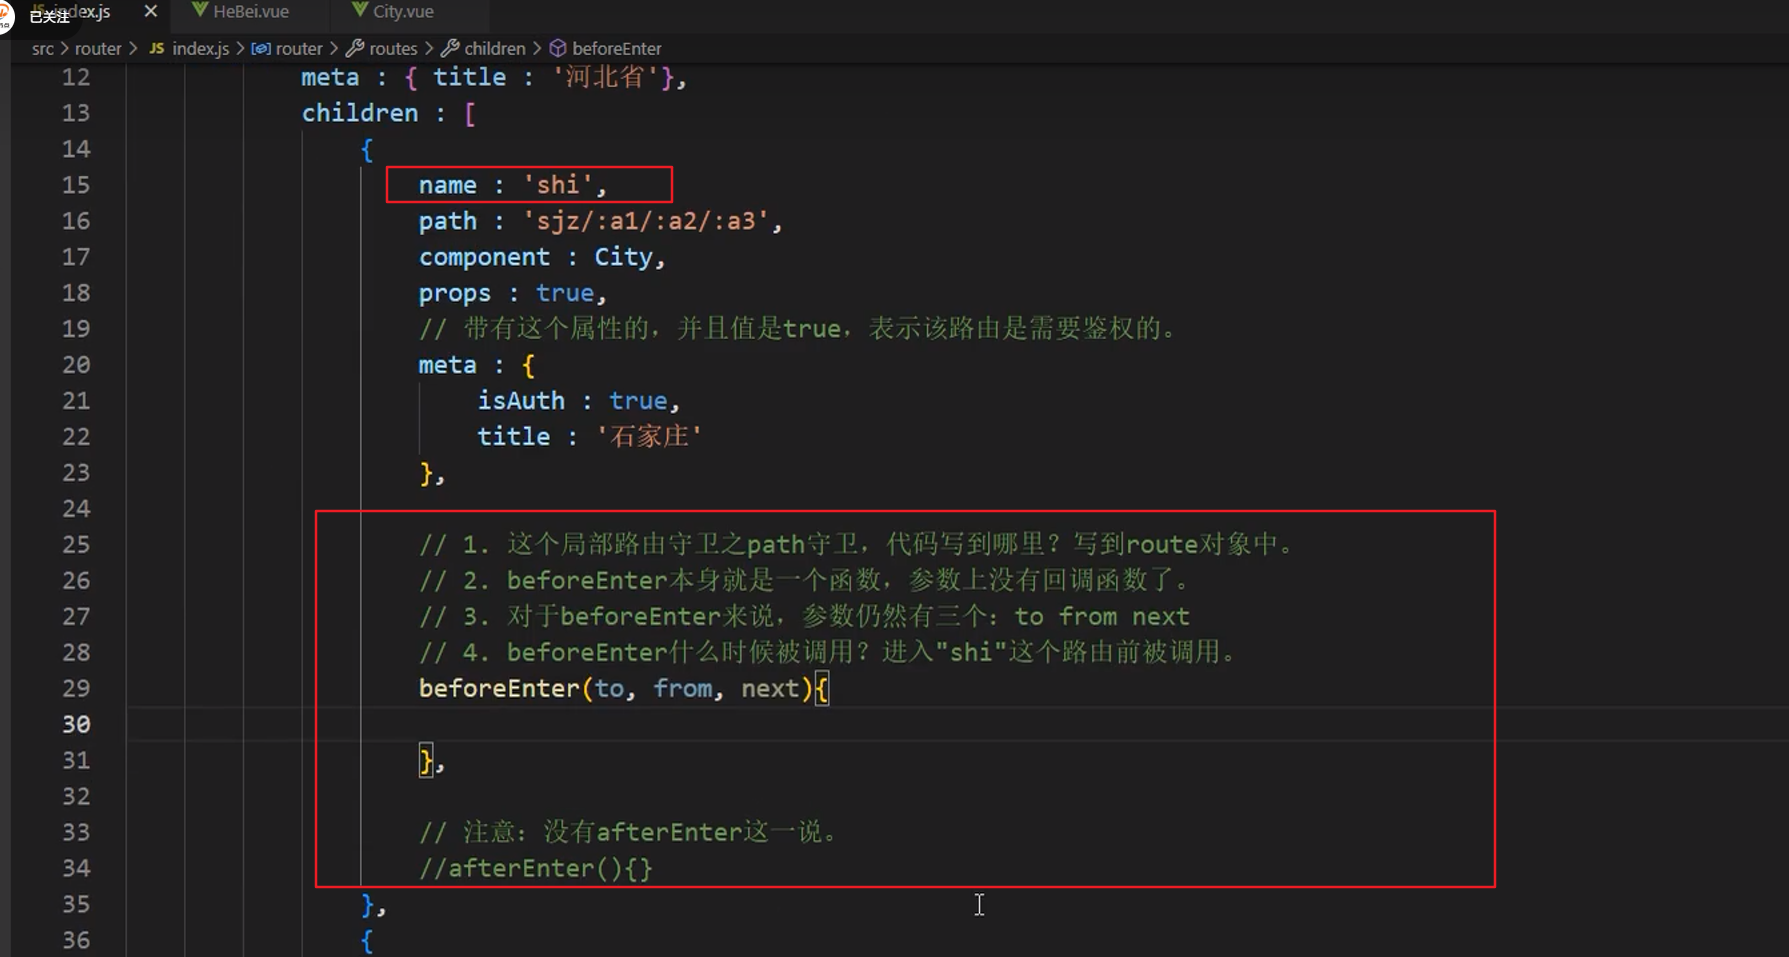 已关注 index.js HeBei.vue City.vue
src > router > JS index.js > router > routes > children > beforeEnter
12 meta : { title : '河北省'},
13 children : [
14 {
15 name : 'shi',
16 path : 'sjz/:a1/:a2/:a3',
17 component : City,
18 props : true,
19 // 带有这个属性的，并且值是true，表示该路由是需要鉴权的。
20 meta : {
21 isAuth : true,
22 title : '石家庄'
23 },
24
25 // 1. 这个局部路由守卫之path守卫，代码写到哪里？写到route对象中。
26 // 2. beforeEnter本身就是一个函数，参数上没有回调函数了。
27 // 3. 对于beforeEnter来说，参数仍然有三个：to from next
28 // 4. beforeEnter什么时候被调用？进入"shi"这个路由前被调用。
29 beforeEnter(to, from, next){
30
31 },
32
33 // 注意：没有afterEnter这一说。
34 //afterEnter(){}
35 },
36 {